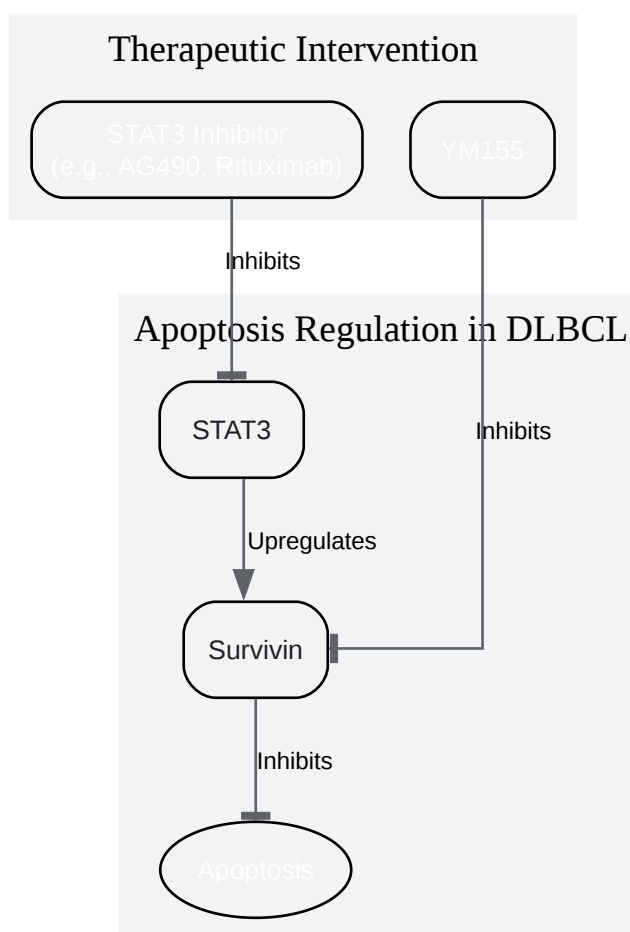 Therapeutic Intervention
STAT3 Inhibitor
(e.g., AG490, Rituximab)
YM155
Inhibits
Apoptosis Regulation in DLBCL
STAT3
Inhibits
Upregulates
Survivin
Inhibits
Apoptosis